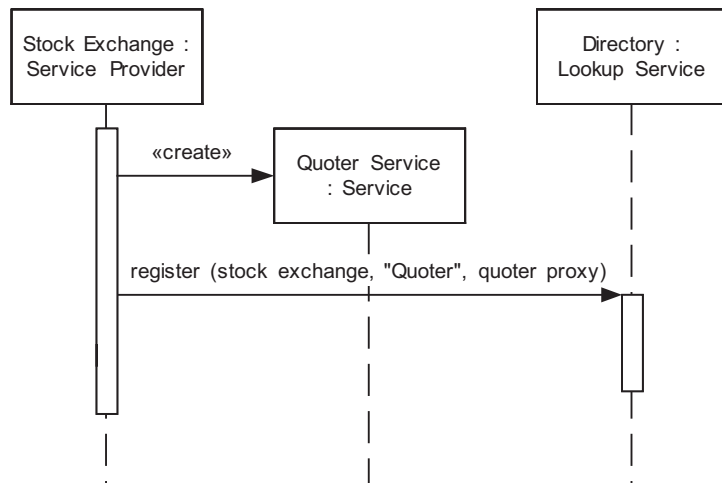 Stock Exchange :
Service Provider
Directory :
Lookup Service
«create»
Quoter Service
: Service
register (stock exchange, "Quoter", quoter proxy)